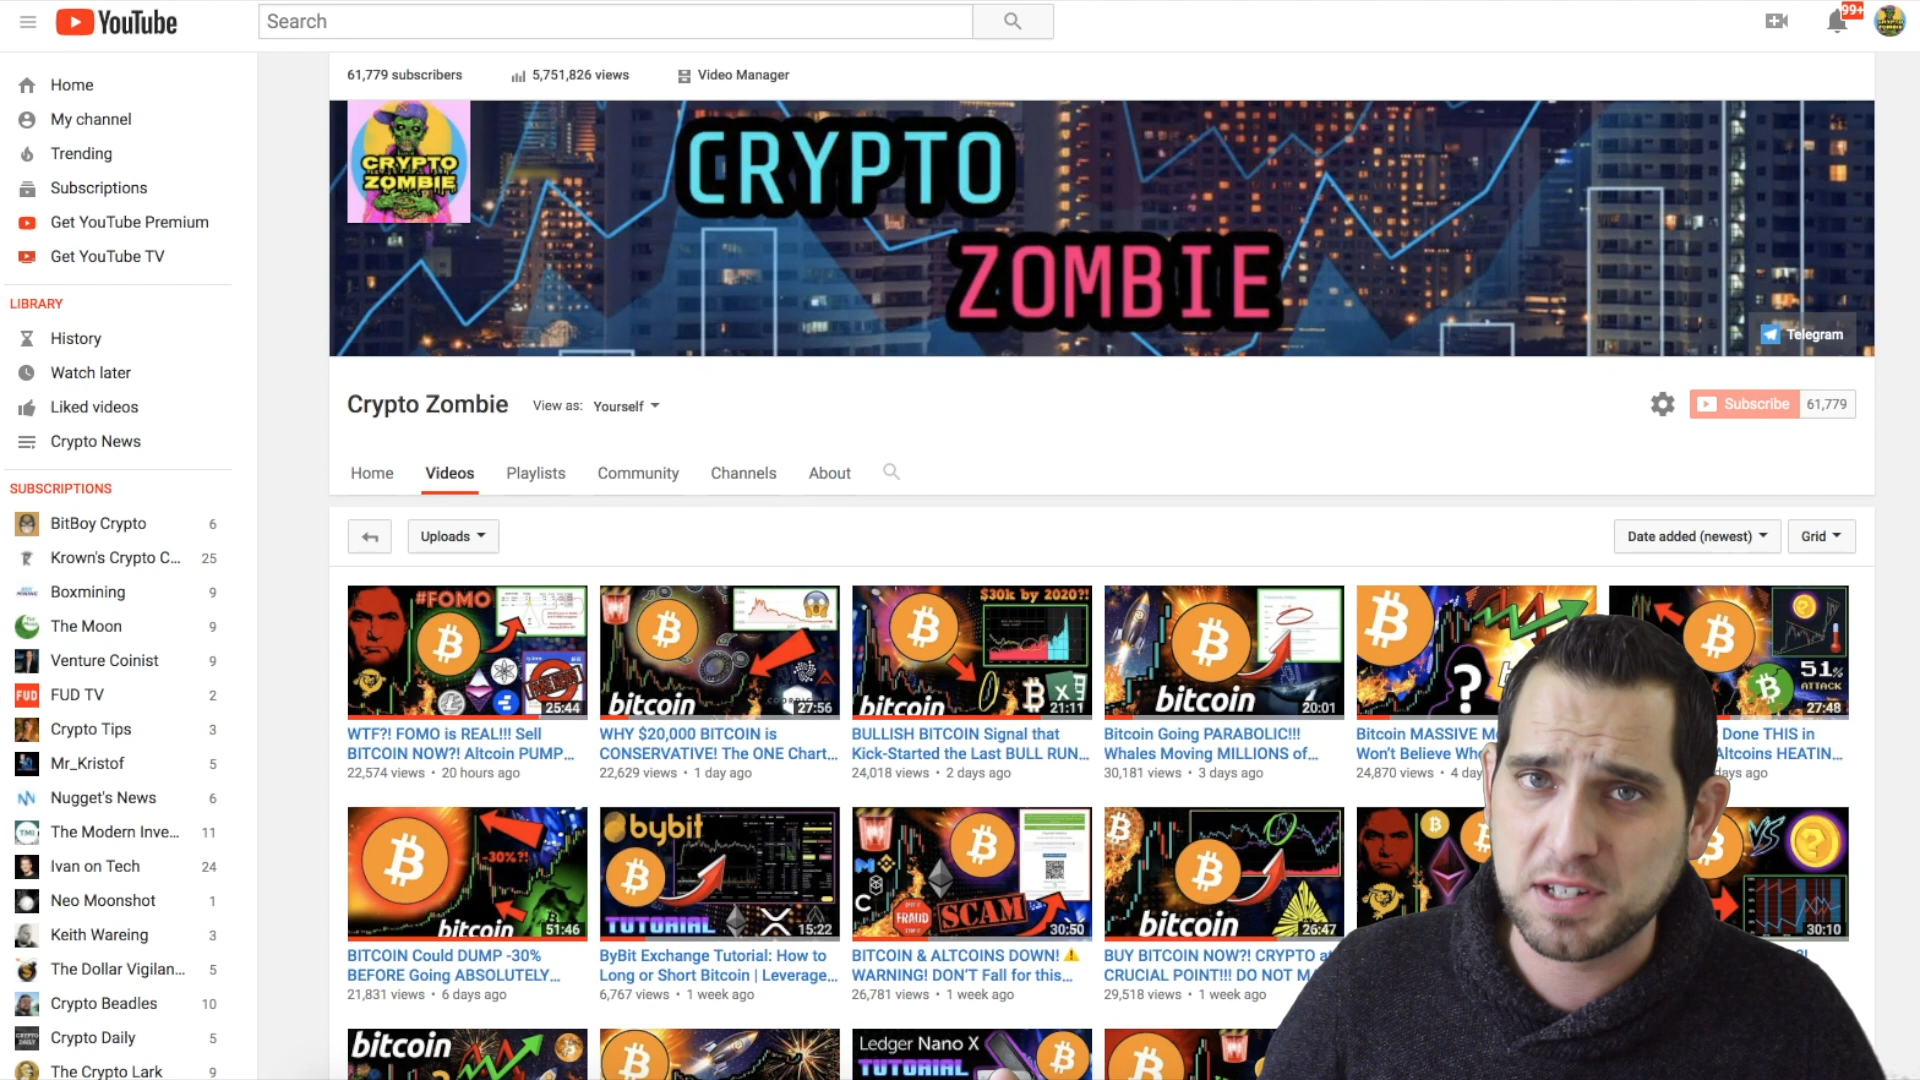 YouTube
Search
99+
Home
My channel
Trending
Subscriptions
Get YouTube Premium
Get YouTube TV
LIBRARY
History
Watch later
Liked videos
Crypto News
SUBSCRIPTIONS
BitBoy Crypto 6
Krown's Crypto C... 25
Boxmining 9
The Moon 9
Venture Coinist 9
FUD FUD TV 2
Crypto Tips 3
Mr_Kristof 5
Nugget's News 6
TMI The Modern Inve... 11
Ivan on Tech 24
Neo Moonshot 1
Keith Wareing 3
The Dollar Vigilan... 5
Crypto Beadles 10
Crypto Daily 5
The Crypto Lark 9
61,779 subscribers 5,751,826 views Video Manager
CRYPTO ZOMBIE
CRYPTO
ZOMBIE
Telegram
Crypto Zombie View as: Yourself
Subscribe 61,779
Home Videos Playlists Community Channels About
Uploads Date added (newest) Grid
#FOMO
25:44
bitcoin 27:56
$30k by 2020?!
bitcoin 21:11
bitcoin 20:01
?
51%
ATTACK
27:48
WTF?! FOMO is REAL!!! Sell
BITCOIN NOW?! Altcoin PUMP...
22,574 views • 20 hours ago
WHY $20,000 BITCOIN is
CONSERVATIVE! The ONE Chart...
22,629 views • 1 day ago
BULLISH BITCOIN Signal that
Kick-Started the Last BULL RUN...
24,018 views • 2 days ago
Bitcoin Going PARABOLIC!!!
Whales Moving MILLIONS of...
30,181 views • 3 days ago
Bitcoin MASSIVE
Won't Believe
24,870 views • 4
Done THIS in
Altcoins HEATIN...
days ago
-30%?!
bitcoin 51:46
bybit
TUTORIAL 15:22
FRAUD
SCAM
30:50
bitcoin 26:47
VS
30:10
BITCOIN Could DUMP -30%
BEFORE Going ABSOLUTELY...
21,831 views • 6 days ago
ByBit Exchange Tutorial: How to
Long or Short Bitcoin | Leverage...
6,767 views • 1 week ago
BITCOIN & ALTCOINS DOWN! ⚠
WARNING! DON'T Fall for this...
26,781 views • 1 week ago
BUY BITCOIN NOW?! CRYPTO
CRUCIAL POINT!!! DO NOT
29,518 views • 1 week ago
bitcoin
Ledger Nano X
TUTORIAL